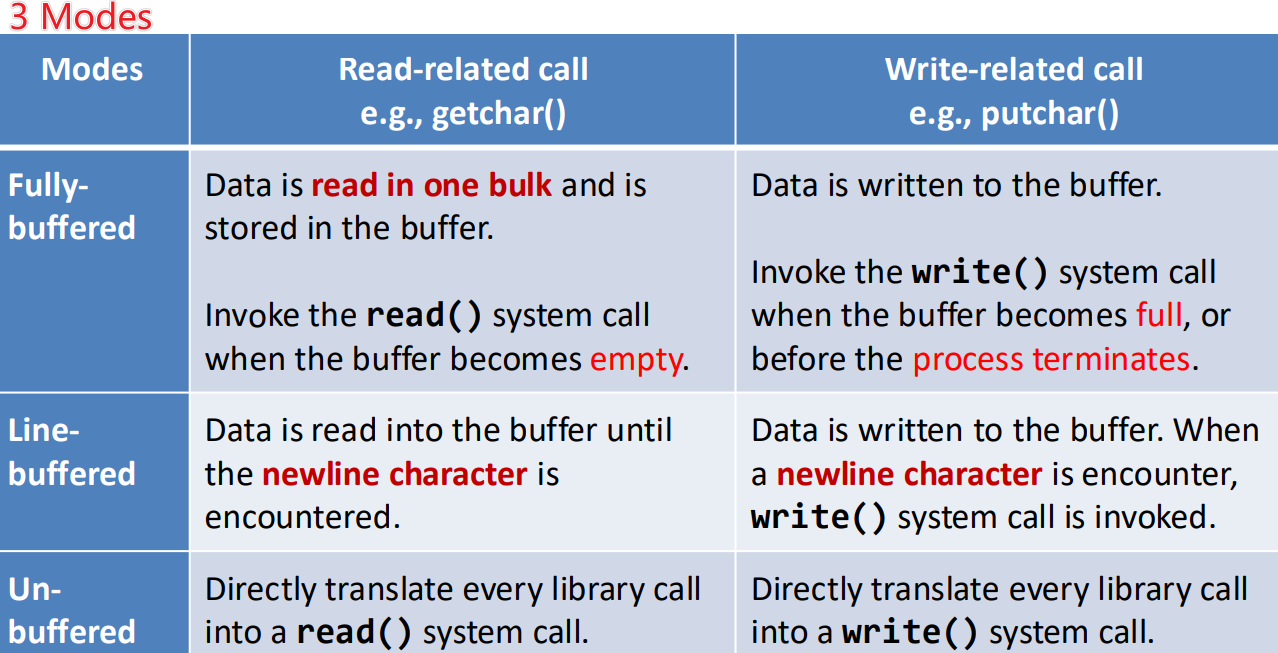 3 Modes
Modes
Read-related call
e.g., getchar()
Write-related call
e.g., putchar()
Fully-
buffered
Data is read in one bulk and is
stored in the buffer.
Invoke the read() system call
when the buffer becomes empty.
Data is written to the buffer.
Invoke the write() system call
when the buffer becomes full, or
before the process terminates.
Line-
buffered
Data is read into the buffer until
the newline character is
encountered.
Data is written to the buffer. When
a newline character is encounter,
write() system call is invoked.
Un-
buffered
Directly translate every library call
into a read() system call.
Directly translate every library call
into a write() system call.